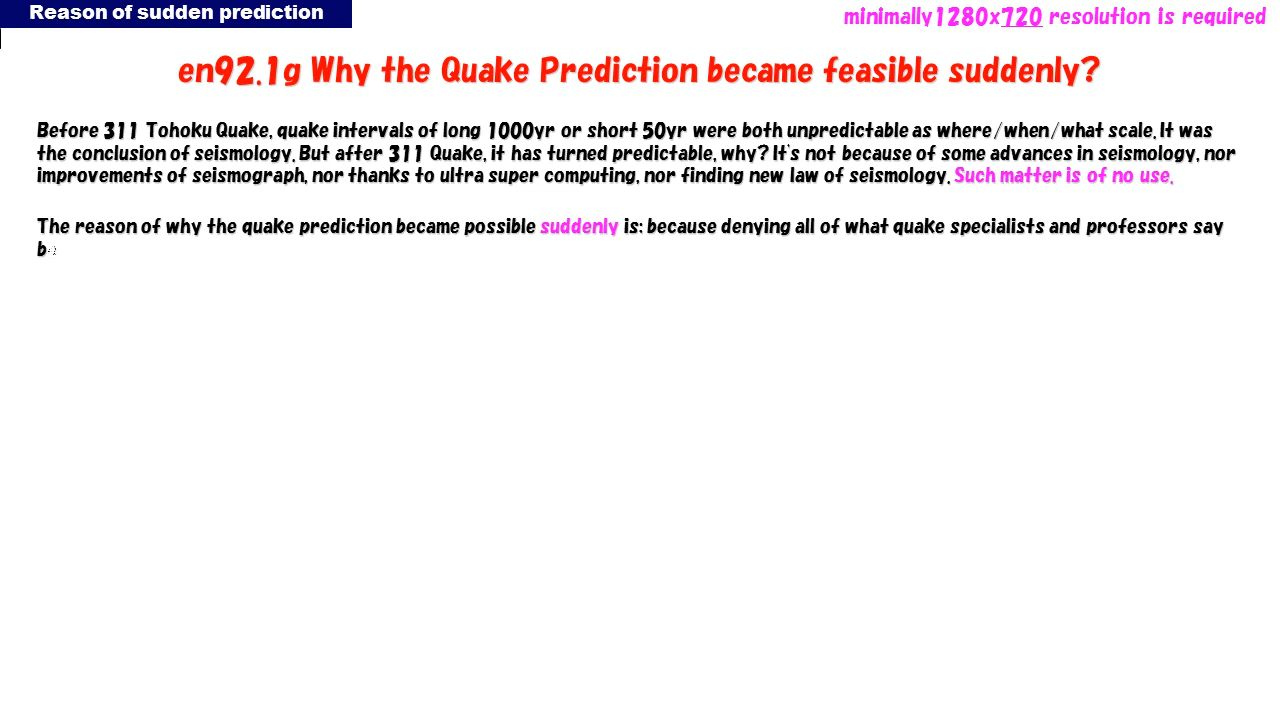 Reason of sudden prediction
minimally1280x720 resolution is required
en92.1g Why the Quake Prediction became feasible suddenly?
Before 311 Tohoku Quake, quake intervals of long 1000yr or short 50yr were both unpredictable as where/when/what scale. It was
the conclusion of seismology. But after 311 Quake, it has turned predictable, why? It's not because of some advances in seismology, nor
improvements of seismograph, nor thanks to ultra super computing, nor finding new law of seismology. Such matter is of no use.
The reason of why the quake prediction became possible suddenly is: because denying all of what quake specialists and professors say
b